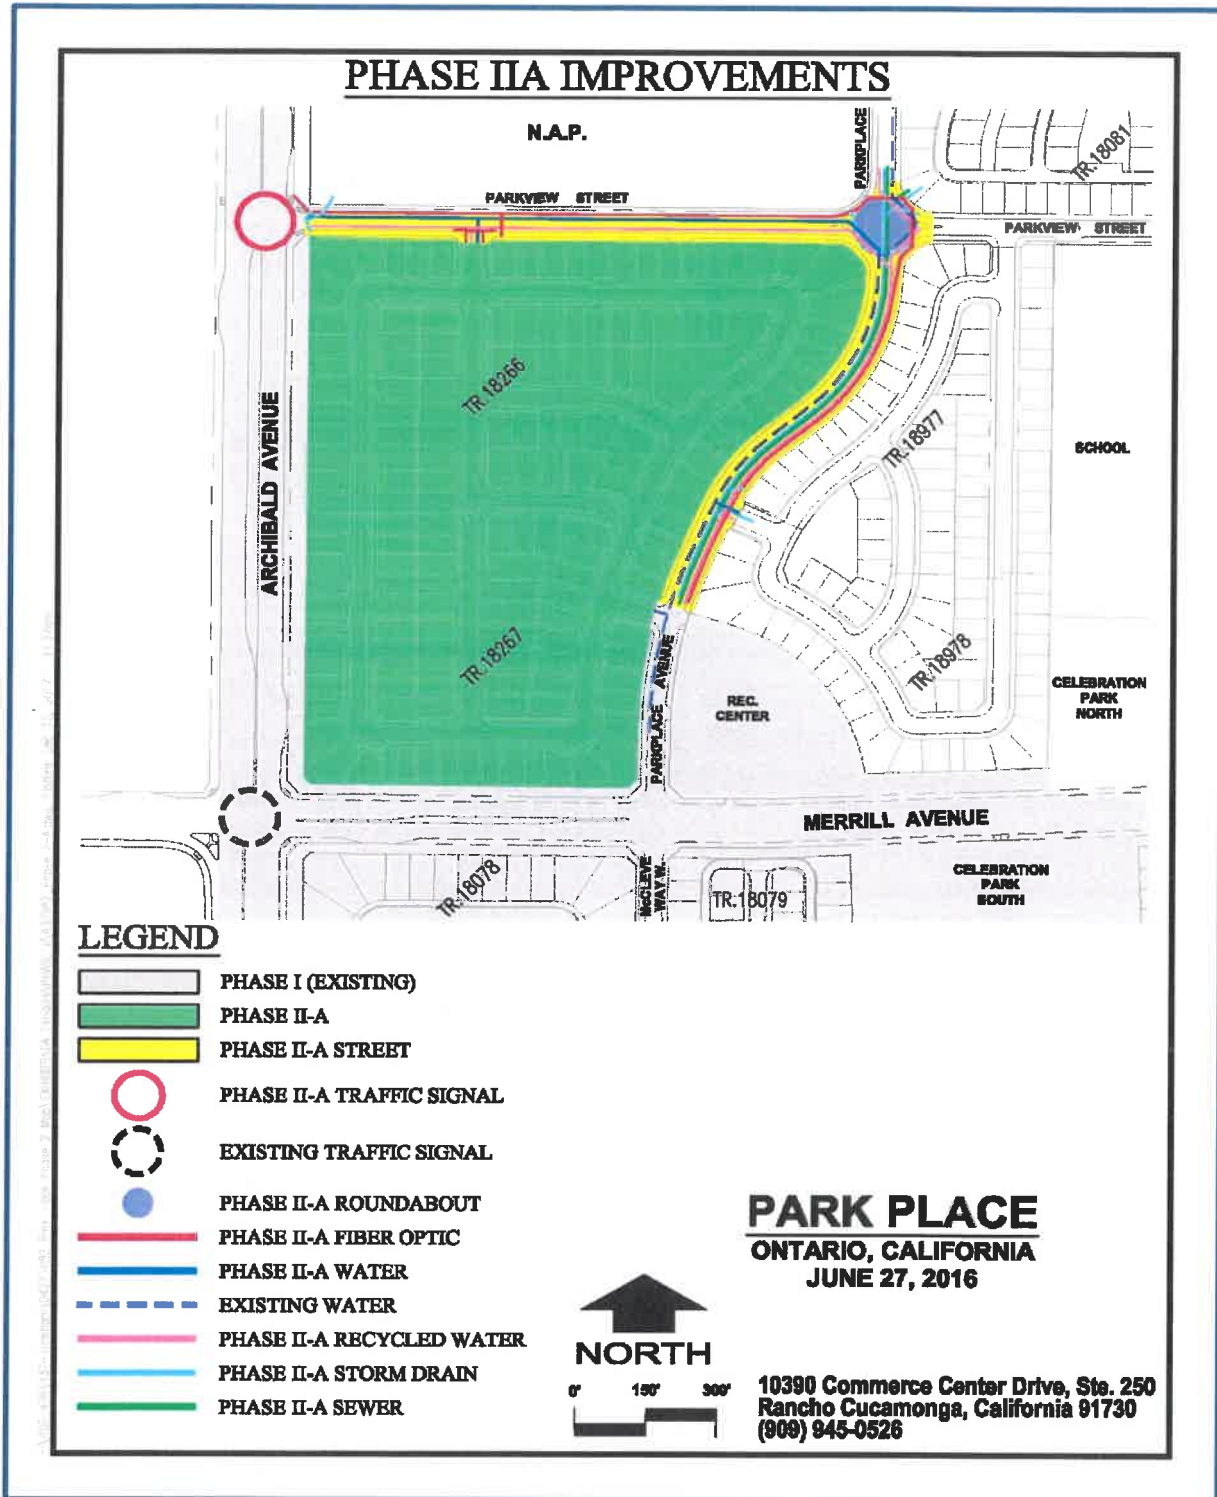 PHASE IIA IMPROVEMENTS
N.A.P.
PARKPLACE
TR.18081
PARKVIEW STREET
PARKVIEW STREET
TR.18266
ARCHIBALD AVENUE
TR.18977
SCHOOL
TR.18267
PARKPLACE AVENUE
TR.18978
REC.
CENTER
CELEBRATION
PARK
NORTH
MERRILL AVENUE
TR.18078
McCLEVE
WAY W.
TR.18079
CELEBRATION
PARK
SOUTH
LEGEND
PHASE I (EXISTING)
PHASE II-A
PHASE II-A STREET
PHASE II-A TRAFFIC SIGNAL
EXISTING TRAFFIC SIGNAL
PHASE II-A ROUNDABOUT
PHASE II-A FIBER OPTIC
PHASE II-A WATER
EXISTING WATER
PHASE II-A RECYCLED WATER
PHASE II-A STORM DRAIN
PHASE II-A SEWER
PARK PLACE
ONTARIO, CALIFORNIA
JUNE 27, 2016
NORTH
0' 150' 300'
10390 Commerce Center Drive, Ste. 250
Rancho Cucamonga, California 91730
(909) 945-0526